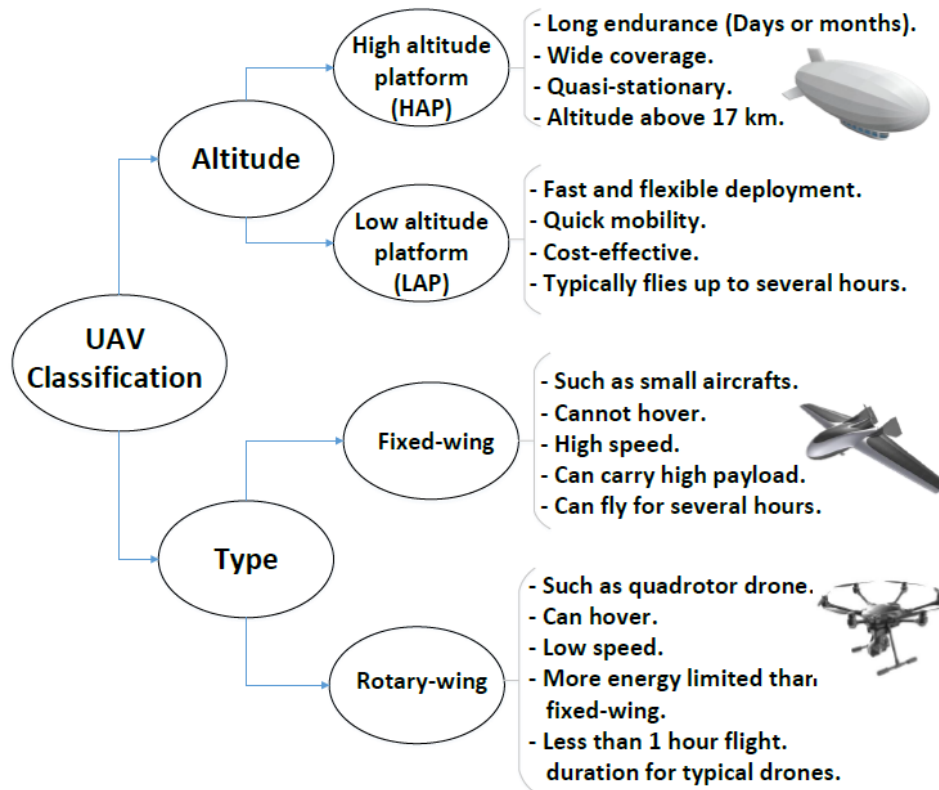 UAV
Classification
Altitude
High altitude
platform
(HAP)
- Long endurance (Days or months).
- Wide coverage.
- Quasi-stationary.
- Altitude above 17 km.
Low altitude
platform
(LAP)
- Fast and flexible deployment.
- Quick mobility.
- Cost-effective.
- Typically flies up to several hours.
Type
Fixed-wing
- Such as small aircrafts.
- Cannot hover.
- High speed.
- Can carry high payload.
- Can fly for several hours.
Rotary-wing
- Such as quadrotor drone.
- Can hover.
- Low speed.
- More energy limited than
fixed-wing.
- Less than 1 hour flight.
duration for typical drones.